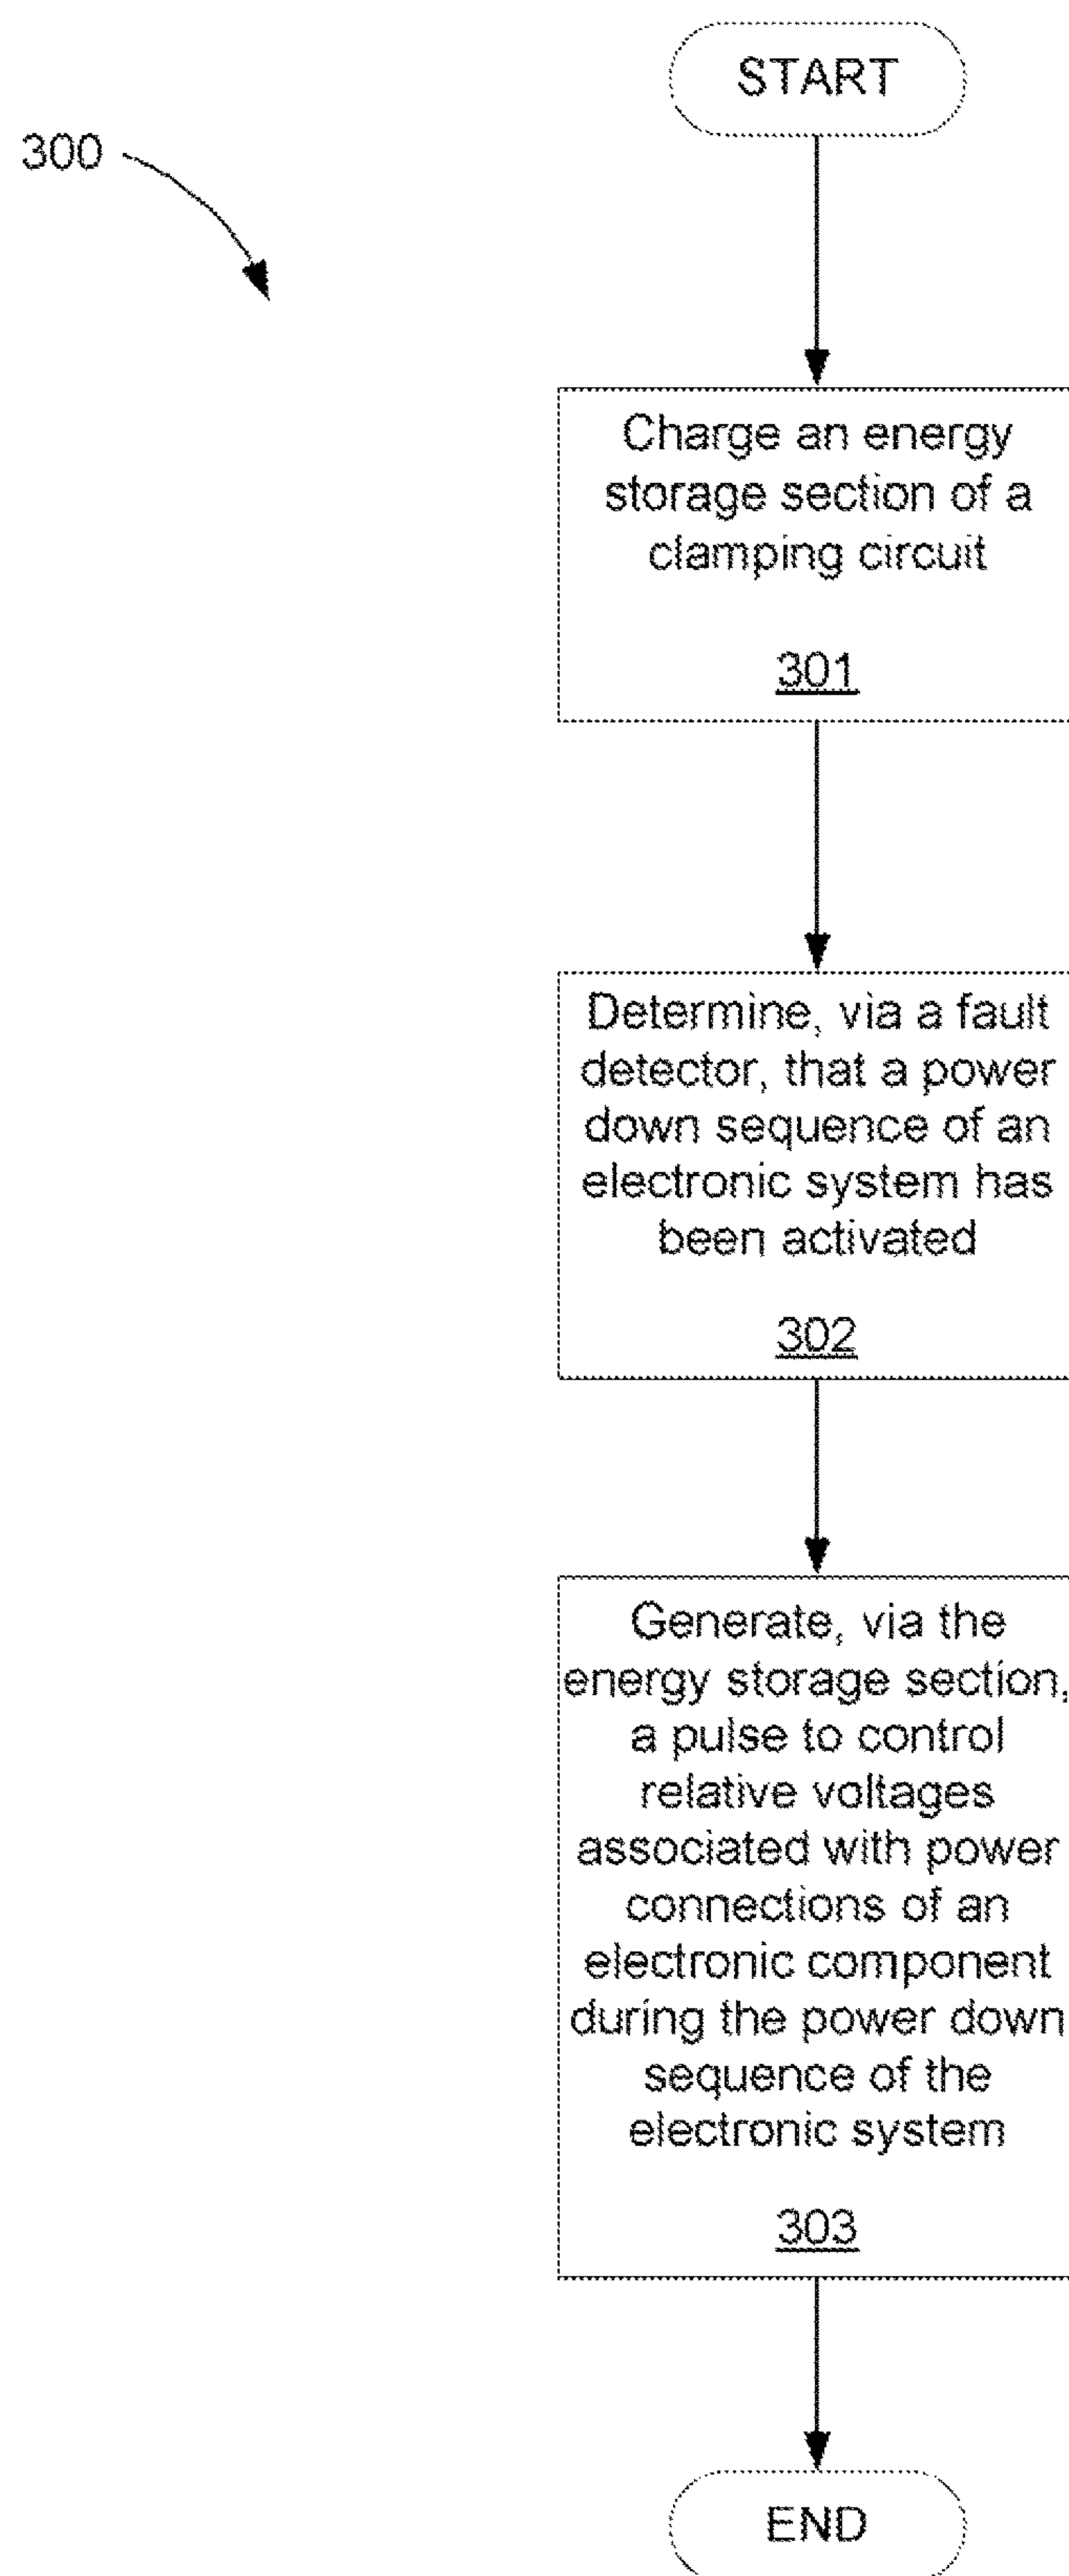 START
300
Charge an energy
storage section of a
clamping circuit
301
Determine, via a fault
detector, that a power
down sequence of an
electronic system has
been activated
302
Generate, via the
energy storage section,
a pulse to control
relative voltages
associated with power
connections of an
electronic component
during the power down
sequence of the
electronic system
303
END